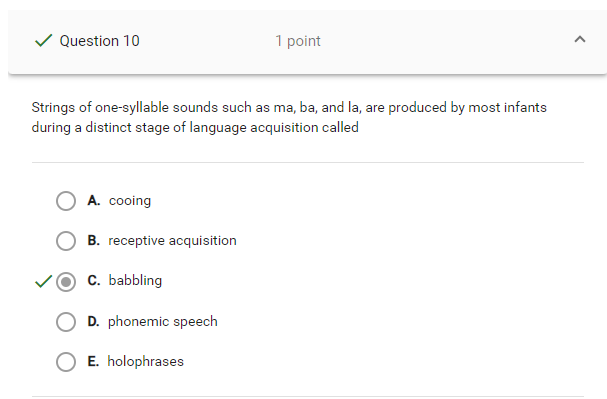 Question 10 1 point
Strings of one-syllable sounds such as ma, ba, and la, are produced by most infants
during a distinct stage of language acquisition called
A. cooing
B. receptive acquisition
C. babbling
D. phonemic speech
E. holophrases